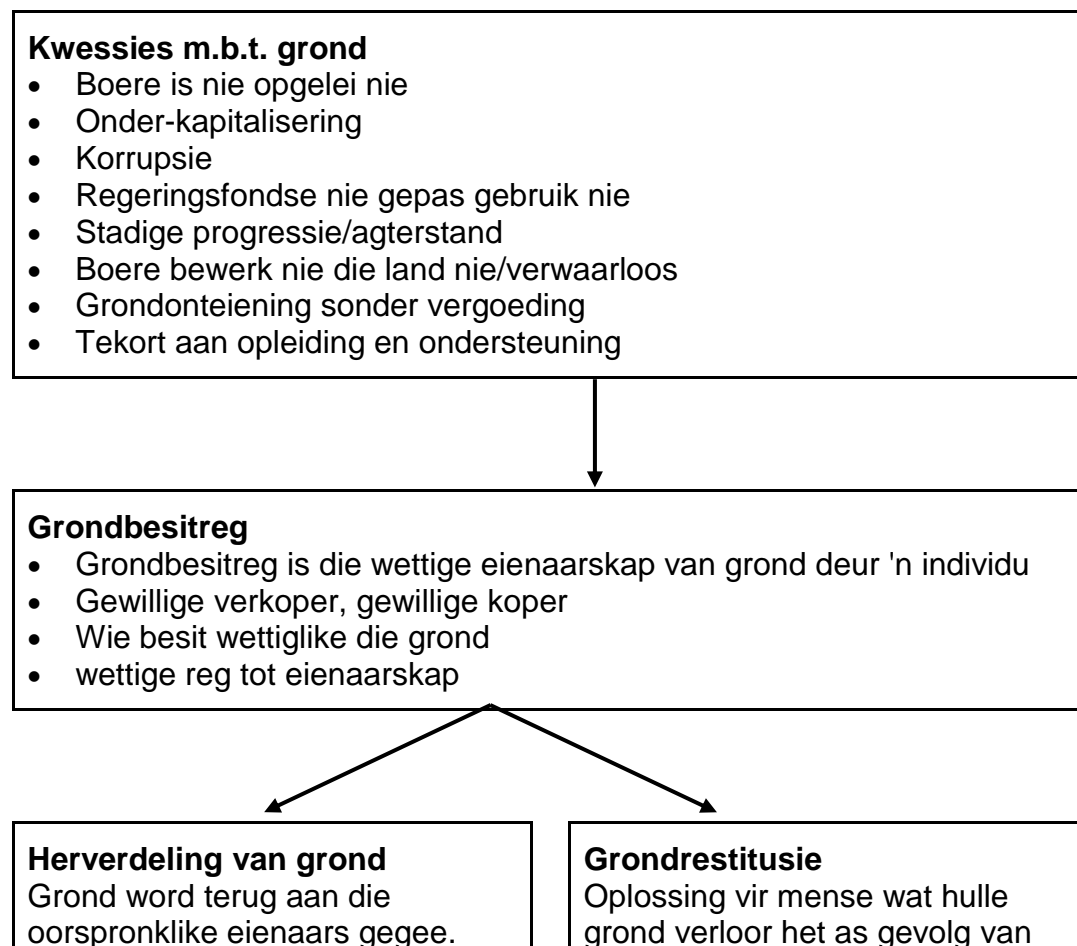 Kwessies m.b.t. grond
• Boere is nie opgelei nie
• Onder-kapitalisering
• Korrupsie
• Regeringsfondse nie gepas gebruik nie
• Stadige progressie/agterstand
• Boere bewerk nie die land nie/verwaarloos
• Grondonteiening sonder vergoeding
• Tekort aan opleiding en ondersteuning
Grondbesitreg
• Grondbesitreg is die wettige eienaarskap van grond deur 'n individu
• Gewillige verkoper, gewillige koper
• Wie besit wettiglike die grond
• wettige reg tot eienaarskap
Herverdeling van grond
Grond word terug aan die
oorspronklike eienaars gegee.
Grondrestitusie
Oplossing vir mense wat hulle
grond verloor het as gevolg van